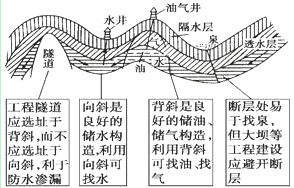 油气井
水井
隔水层
泉
透水层
隧道
水
油
水
工程隧道
应选址于
背斜,而不
应选址于
向斜,利于
防水渗漏
向斜是
良好的
储水构
造,利用
向斜可
找水
背斜是良
好的储油、
储气构造,
利用背斜
可找油、找
气
断层处易
于找泉,
但大坝等
工程建设
应避开断
层